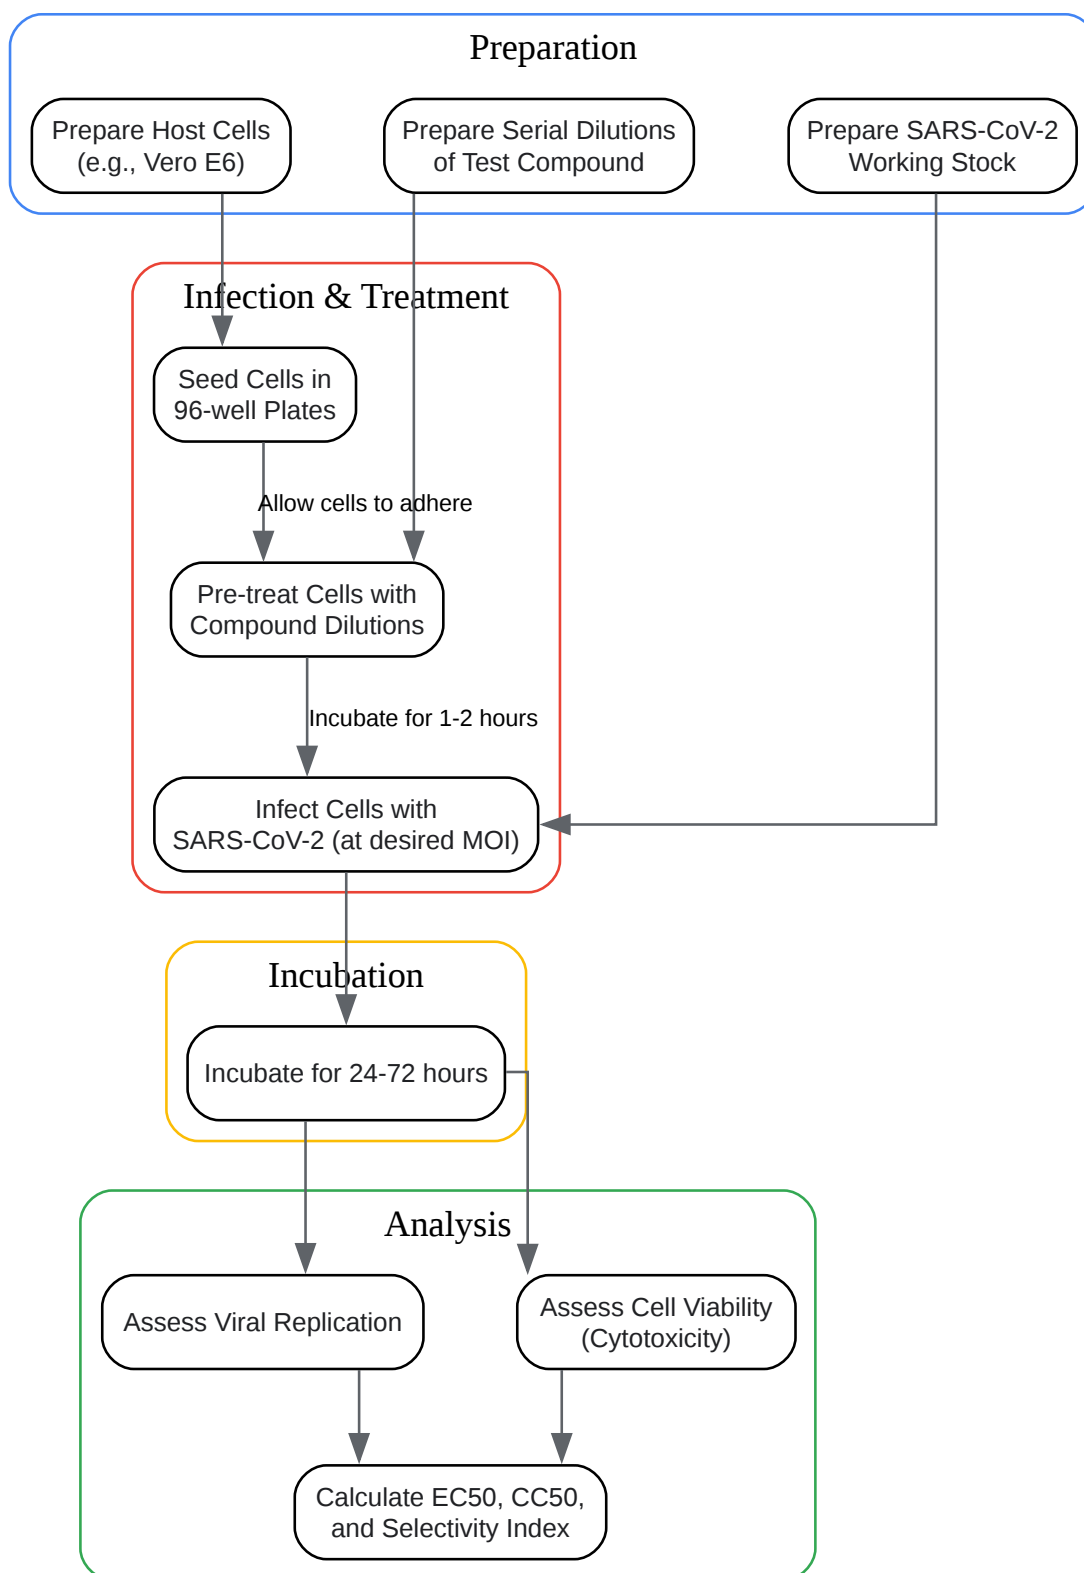 Preparation
Prepare Host Cells
(e.g., Vero E6)
Prepare Serial Dilutions
of Test Compound
Prepare SARS-CoV-2
Working Stock
Infection & Treatment
Seed Cells in
96-well Plates
Allow cells to adhere
Pre-treat Cells with
Compound Dilutions
Incubate for 1-2 hours
Infect Cells with
SARS-CoV-2 (at desired MOI)
Incubation
Incubate for 24-72 hours
Analysis
Assess Viral Replication
Assess Cell Viability
(Cytotoxicity)
Calculate EC50, CC50,
and Selectivity Index